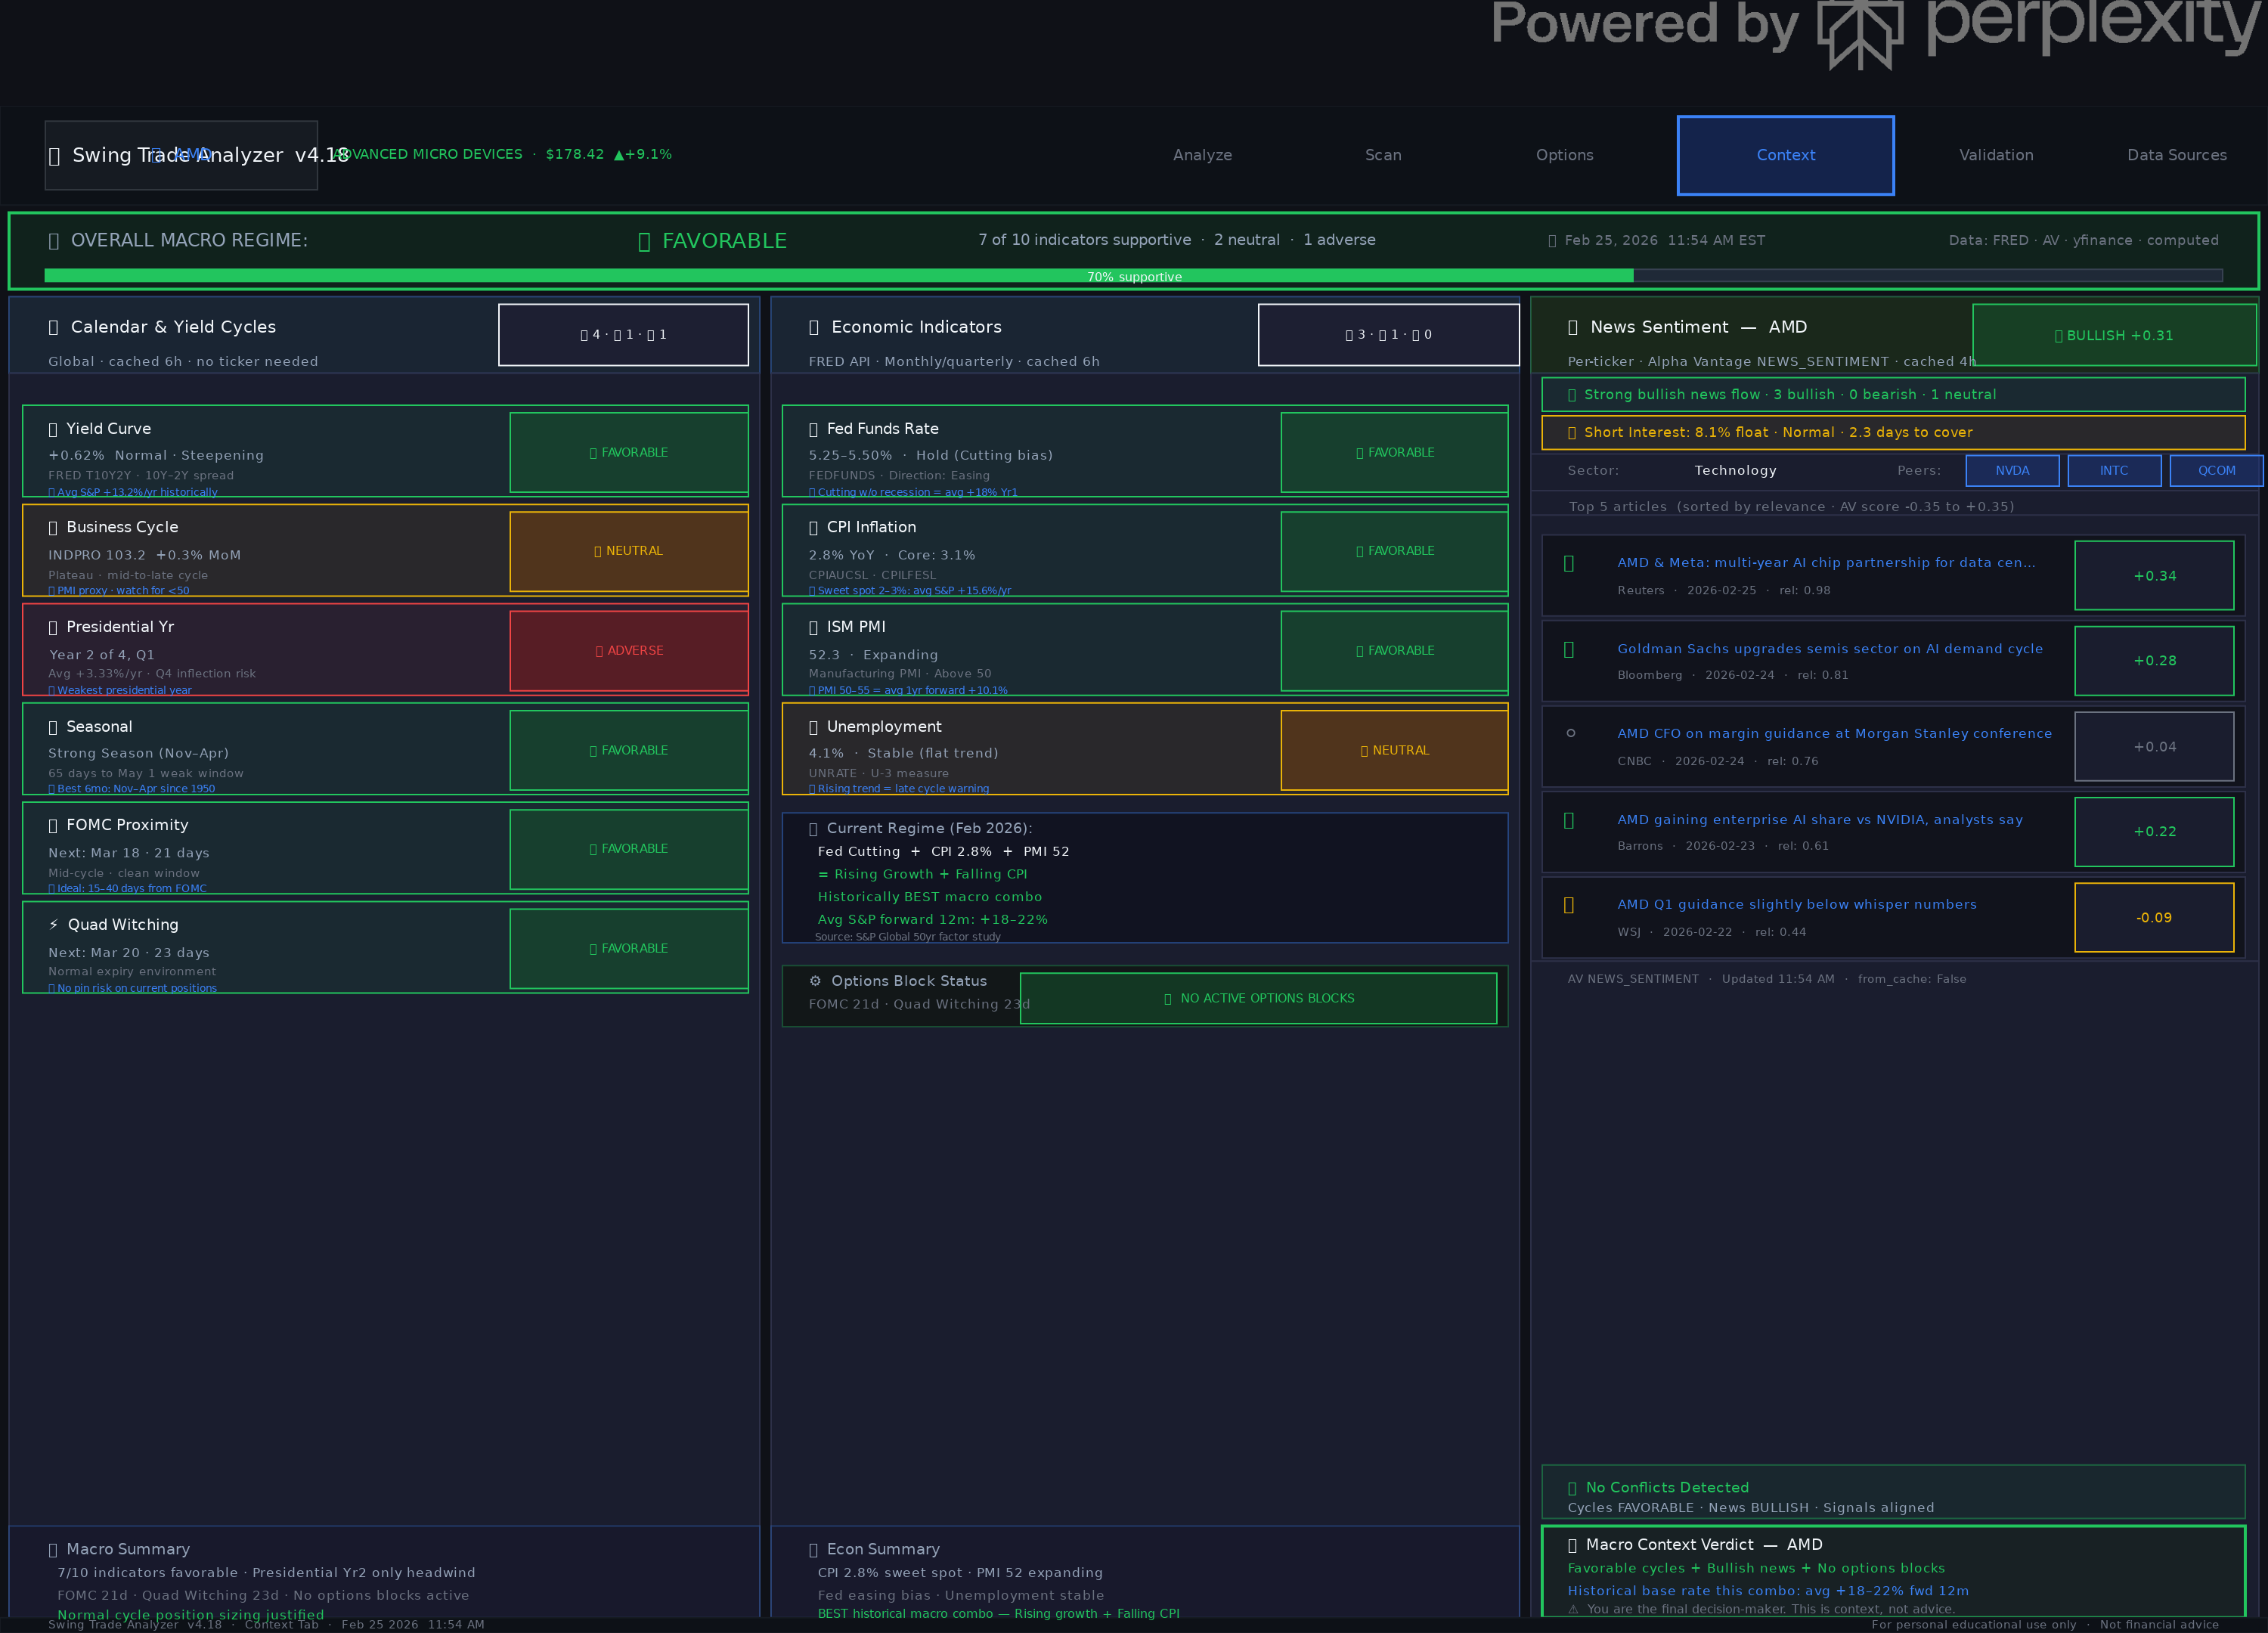 Powered by perplexity
Swing Trade Analyzer v4.18
AMD
ADVANCED MICRO DEVICES · $178.42 ▲+9.1%
Analyze
Scan
Options
Context
Validation
Data Sources
OVERALL MACRO REGIME:
FAVORABLE
7 of 10 indicators supportive · 2 neutral · 1 adverse
Feb 25, 2026 11:54 AM EST
Data: FRED · AV · yfinance · computed
70% supportive
Calendar & Yield Cycles
4 · 1 · 1
Global · cached 6h · no ticker needed
Yield Curve
+0.62% Normal · Steepening
FRED T10Y2Y · 10Y–2Y spread
Avg S&P +13.2%/yr historically
FAVORABLE
Business Cycle
INDPRO 103.2 +0.3% MoM
Plateau · mid-to-late cycle
PMI proxy · watch for <50
NEUTRAL
Presidential Yr
Year 2 of 4, Q1
Avg +3.33%/yr · Q4 inflection risk
Weakest presidential year
ADVERSE
Seasonal
Strong Season (Nov–Apr)
65 days to May 1 weak window
Best 6mo: Nov–Apr since 1950
FAVORABLE
FOMC Proximity
Next: Mar 18 · 21 days
Mid-cycle · clean window
Ideal: 15–40 days from FOMC
FAVORABLE
⚡ Quad Witching
Next: Mar 20 · 23 days
Normal expiry environment
No pin risk on current positions
FAVORABLE
Macro Summary
7/10 indicators favorable · Presidential Yr2 only headwind
FOMC 21d · Quad Witching 23d · No options blocks active
Normal cycle position sizing justified
Economic Indicators
3 · 1 · 0
FRED API · Monthly/quarterly · cached 6h
Fed Funds Rate
5.25–5.50% · Hold (Cutting bias)
FEDFUNDS · Direction: Easing
Cutting w/o recession = avg +18% Yr1
FAVORABLE
CPI Inflation
2.8% YoY · Core: 3.1%
CPIAUCSL · CPILFESL
Sweet spot 2–3%: avg S&P +15.6%/yr
FAVORABLE
ISM PMI
52.3 · Expanding
Manufacturing PMI · Above 50
PMI 50–55 = avg 1yr forward +10.1%
FAVORABLE
Unemployment
4.1% · Stable (flat trend)
UNRATE · U-3 measure
Rising trend = late cycle warning
NEUTRAL
Current Regime (Feb 2026):
Fed Cutting + CPI 2.8% + PMI 52
= Rising Growth + Falling CPI
Historically BEST macro combo
Avg S&P forward 12m: +18–22%
Source: S&P Global 50yr factor study
⚙ Options Block Status
FOMC 21d · Quad Witching 23d
NO ACTIVE OPTIONS BLOCKS
Econ Summary
CPI 2.8% sweet spot · PMI 52 expanding
Fed easing bias · Unemployment stable
BEST historical macro combo — Rising growth + Falling CPI
News Sentiment — AMD
BULLISH +0.31
Per-ticker · Alpha Vantage NEWS_SENTIMENT · cached 4h
Strong bullish news flow · 3 bullish · 0 bearish · 1 neutral
Short Interest: 8.1% float · Normal · 2.3 days to cover
Sector: Technology Peers: NVDA INTC QCOM
Top 5 articles (sorted by relevance · AV score -0.35 to +0.35)
AMD & Meta: multi-year AI chip partnership for data cen...
Reuters · 2026-02-25 · rel: 0.98
+0.34
Goldman Sachs upgrades semis sector on AI demand cycle
Bloomberg · 2026-02-24 · rel: 0.81
+0.28
AMD CFO on margin guidance at Morgan Stanley conference
CNBC · 2026-02-24 · rel: 0.76
+0.04
AMD gaining enterprise AI share vs NVIDIA, analysts say
Barrons · 2026-02-23 · rel: 0.61
+0.22
AMD Q1 guidance slightly below whisper numbers
WSJ · 2026-02-22 · rel: 0.44
-0.09
AV NEWS_SENTIMENT · Updated 11:54 AM · from_cache: False
No Conflicts Detected
Cycles FAVORABLE · News BULLISH · Signals aligned
Macro Context Verdict — AMD
Favorable cycles + Bullish news + No options blocks
Historical base rate this combo: avg +18–22% fwd 12m
⚠ You are the final decision-maker. This is context, not advice.
Swing Trade Analyzer v4.18 · Context Tab · Feb 25 2026 11:54 AM
For personal educational use only · Not financial advice